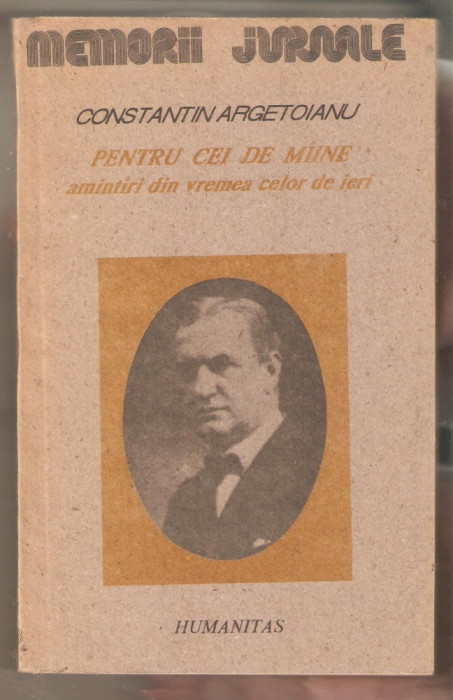 MEMORII JURNALE
CONSTANTIN ARGETOIANU
PENTRU CEI DE MÎINE
amintiri din vremea celor de ieri
HUMANITAS